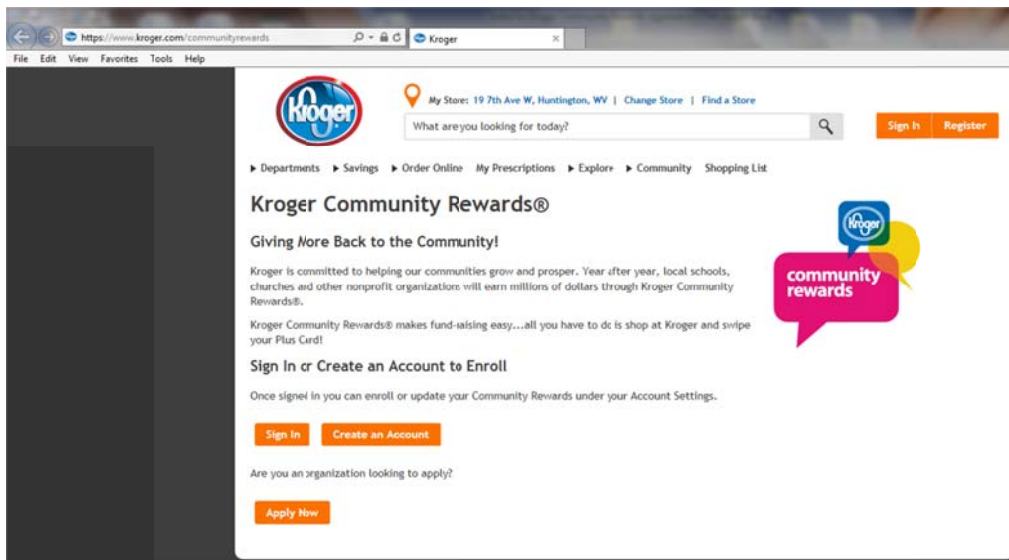 https://www.kroger.com/communityrewards
Kroger
File Edit View Favorites Tools Help
Kroger
My Store: 19 7th Ave W, Huntington, WV | Change Store | Find a Store
What are you looking for today?
Sign In Register
Departments Savings Order Online My Prescriptions Explore Community Shopping List
Kroger Community Rewards®
Giving More Back to the Community!
Kroger is committed to helping our communities grow and prosper. Year after year, local schools,
churches and other nonprofit organizations will earn millions of dollars through Kroger Community
Rewards®.
Kroger Community Rewards® makes fund-raising easy...all you have to do is shop at Kroger and swipe
your Plus Card!
Kroger
community
rewards
Sign In or Create an Account to Enroll
Once signed in you can enroll or update your Community Rewards under your Account Settings.
Sign In Create an Account
Are you an organization looking to apply?
Apply Now